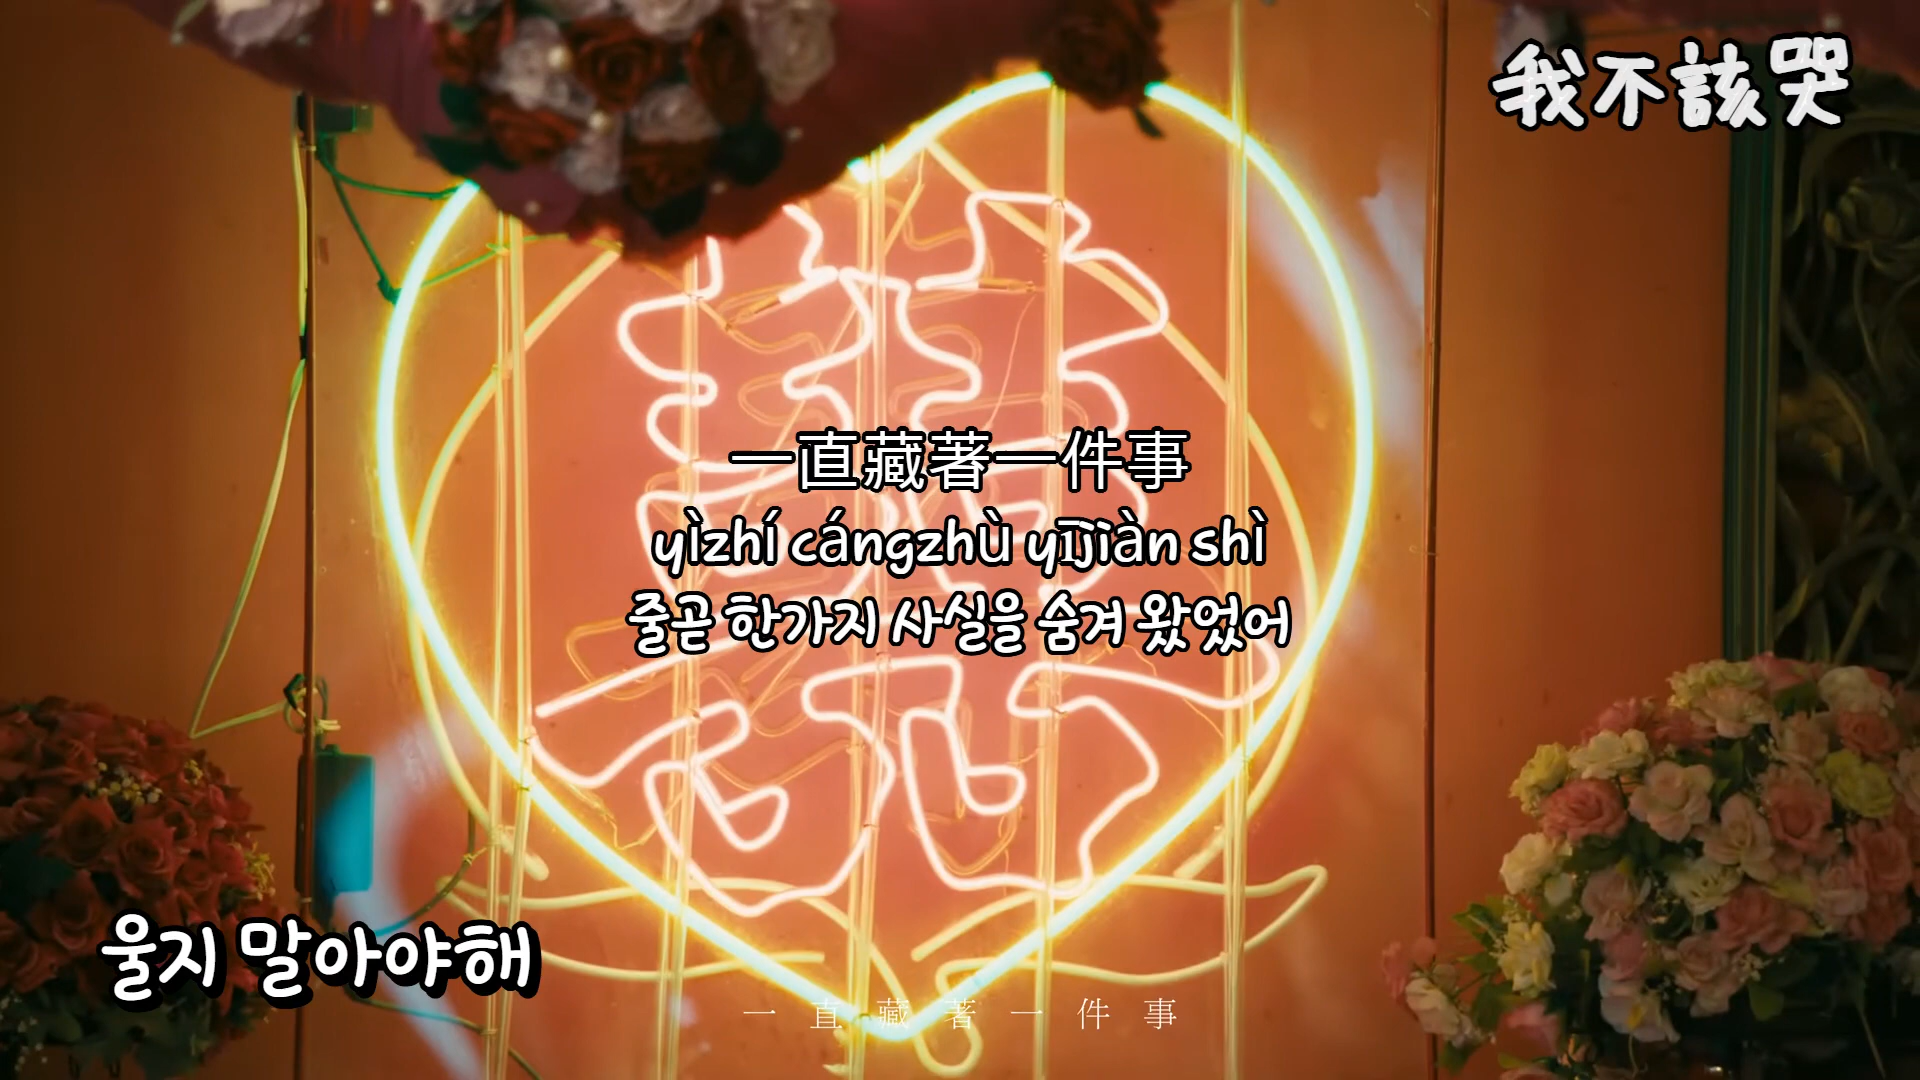 我不該哭
一直藏著一件事
yìzhí cángzhù yījiàn shì
줄곧 한가지 사실을 숨겨 왔었어
울지 말아야해
一直藏著一件事